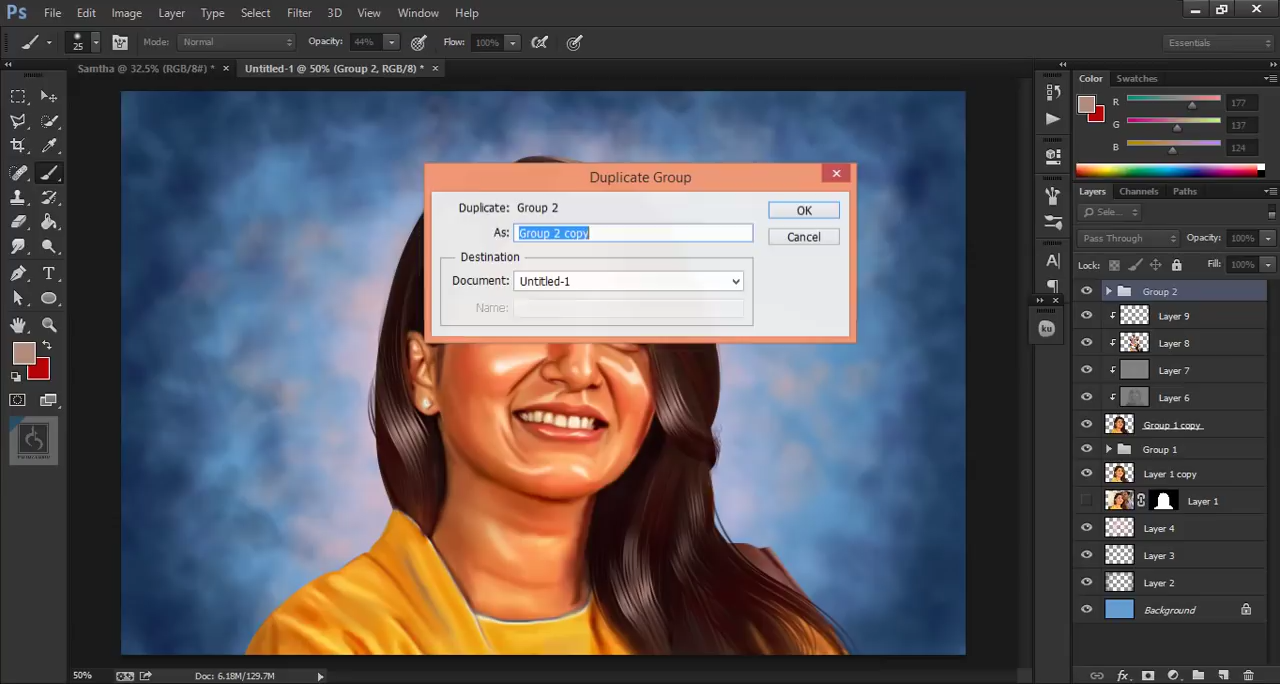 Ps File Edit Image Layer Type Select Filter 3D View Window Help
25 Mode: Normal Opacity: 44% Flow: 100% Essentials
Samtha @ 32.5% (RGB/8#) * × Untitled-1 @ 50% (Group 2, RGB/8) * ×
Color Swatches
R 177
G 137
B 124
Layers Channels Paths
Sele...
Pass Through Opacity: 100%
Lock: Fill: 100%
Group 2
Layer 9
Layer 8
Layer 7
Layer 6
Group 1 copy
Group 1
Layer 1 copy
Layer 1
Layer 4
Layer 3
Layer 2
Background
Duplicate Group
Duplicate: Group 2
As: Group 2 copy
OK
Cancel
Destination
Document: Untitled-1
Name:
ku
50% Doc: 6.18M/129.7M
fx